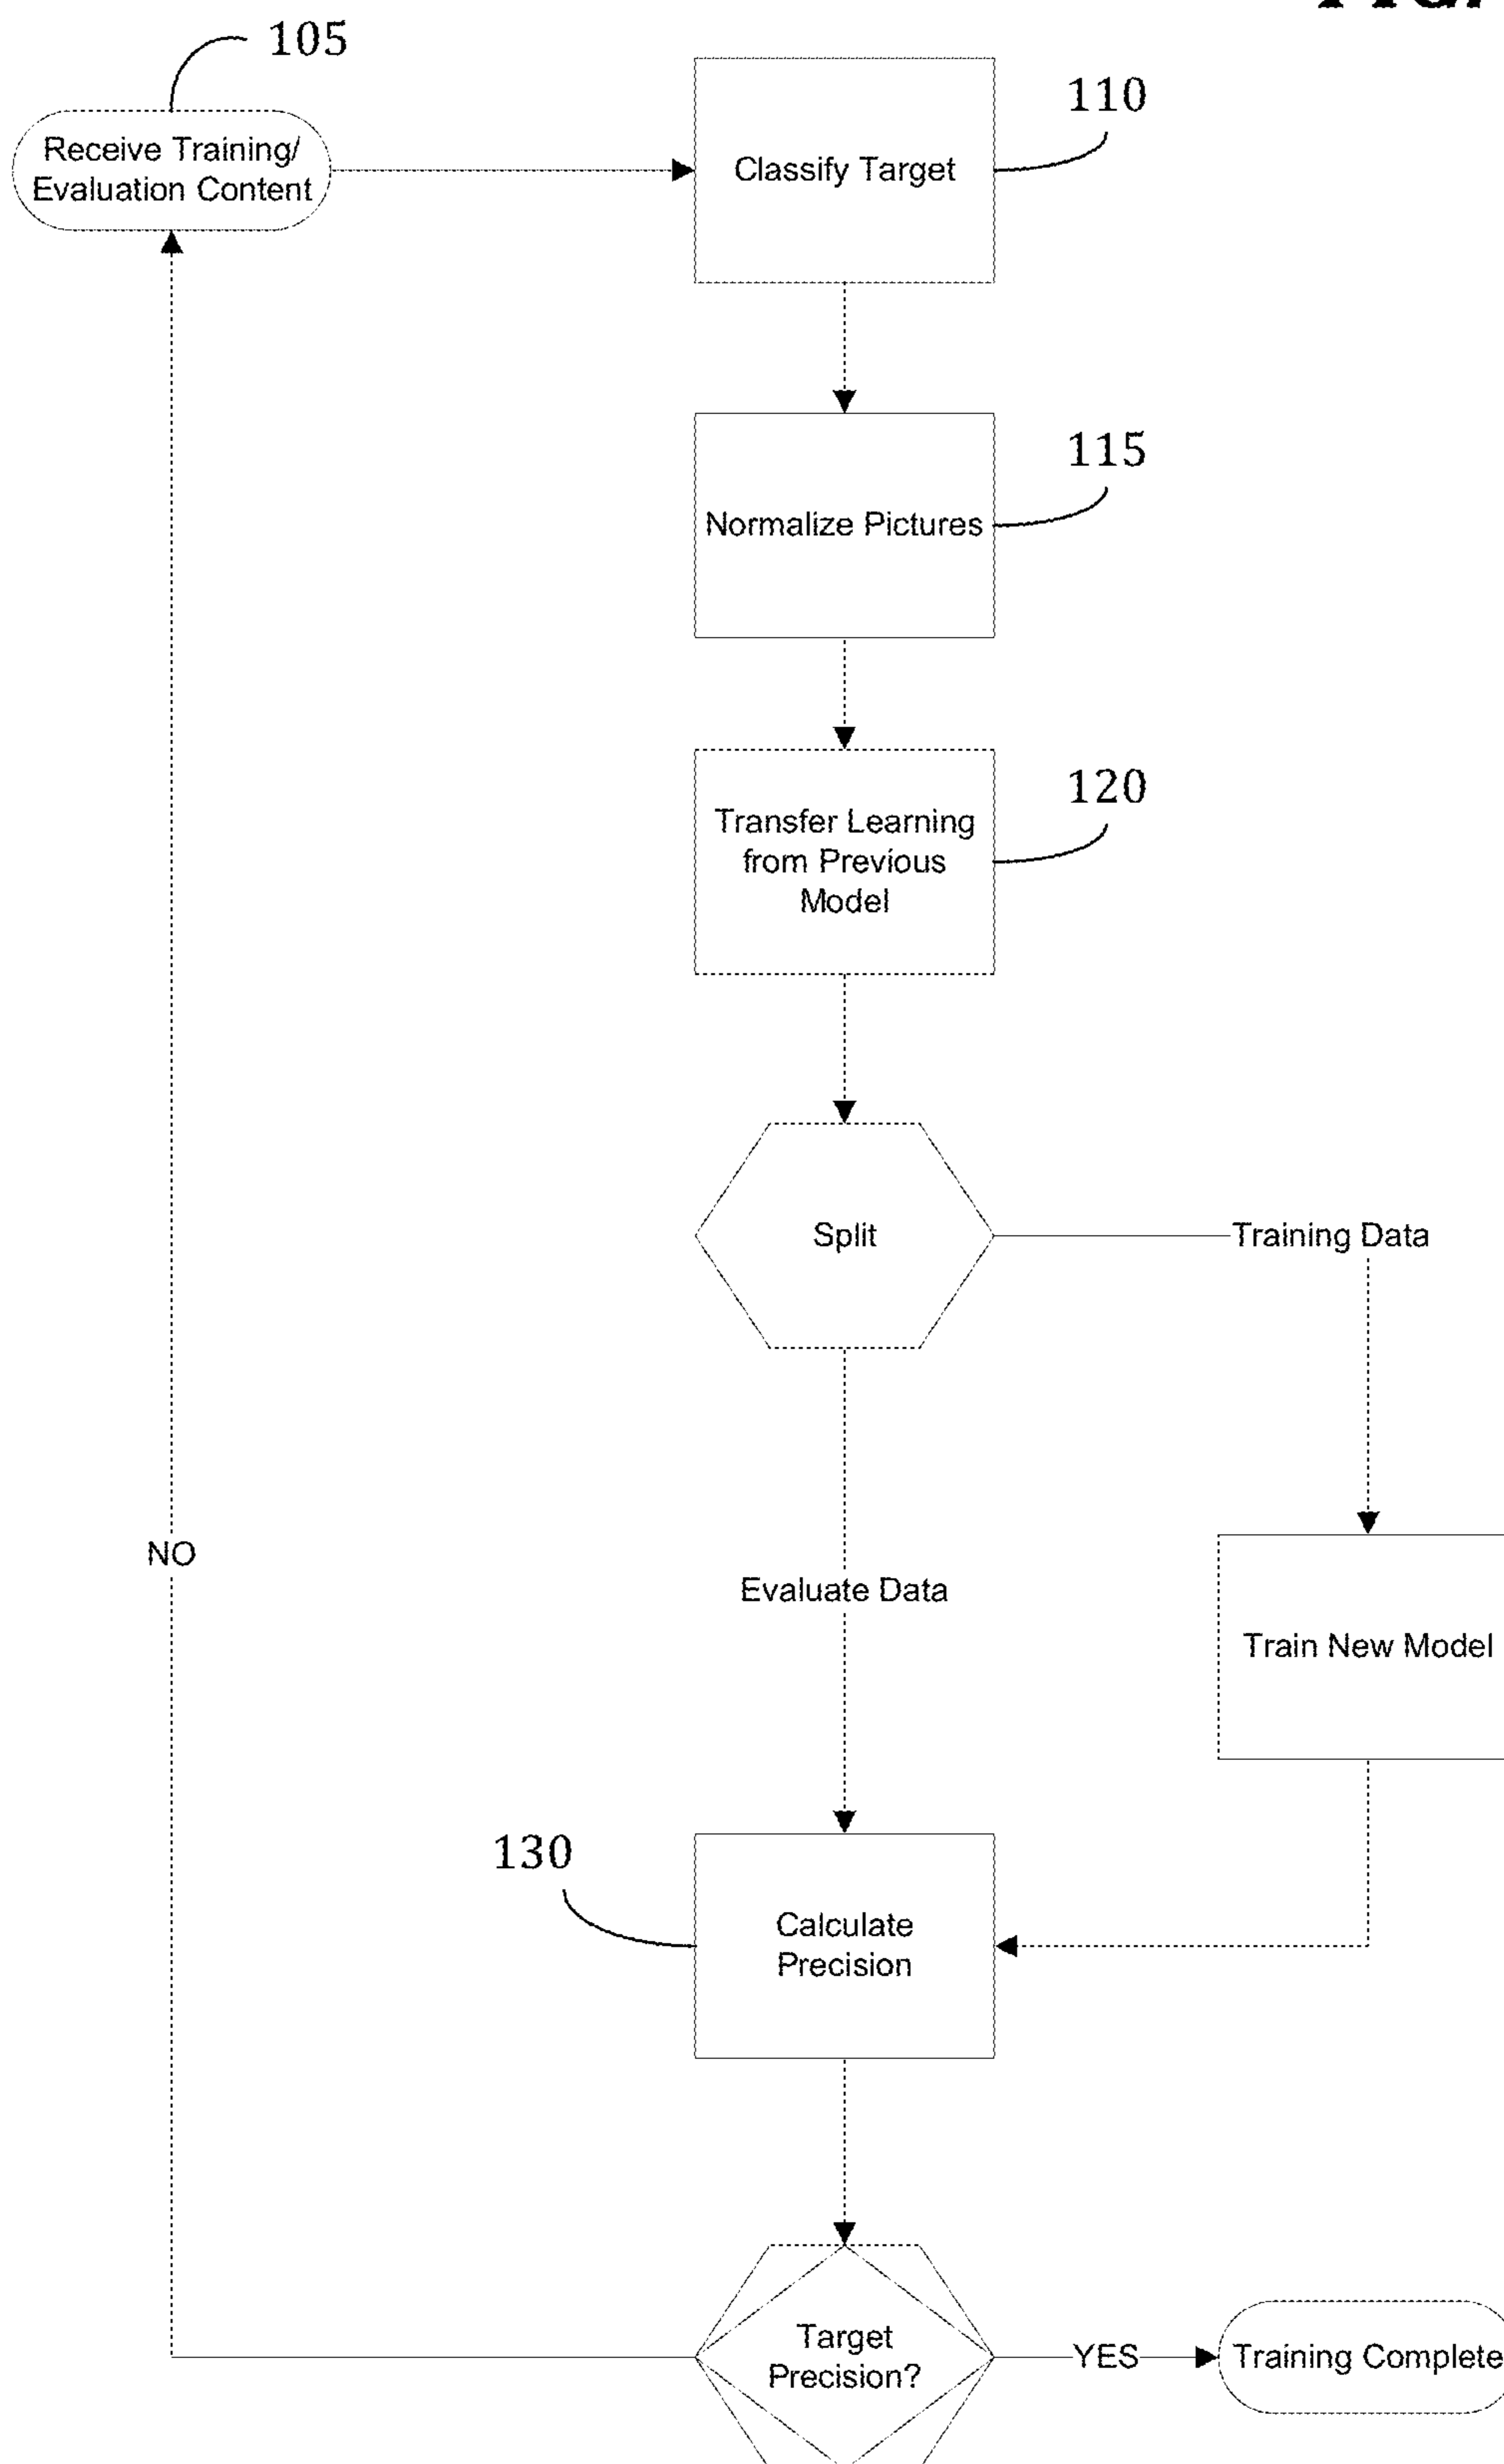 105
Receive Training/
Evaluation Content
110
Classify Target
115
Normalize Pictures
120
Transfer Learning
from Previous
Model
Split
Training Data
NO
Evaluate Data
Train New Model
130
Calculate
Precision
Target
Precision?
YES
Training Complete